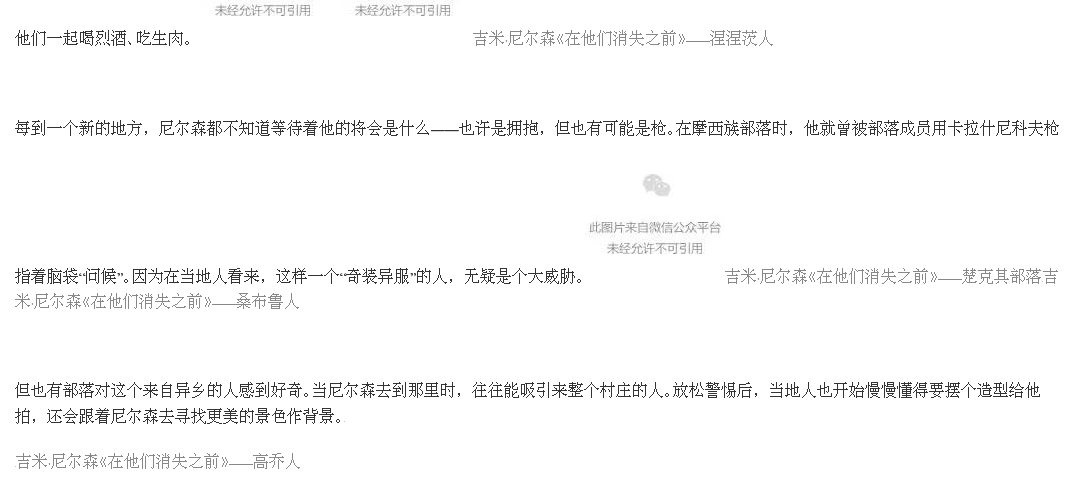 未经允许不可引用 未经允许不可引用
他们一起喝烈酒、吃生肉。 吉米·尼尔森《在他们消失之前》——涅涅茨人
每到一个新的地方，尼尔森都不知道等待着他的将会是什么——也许是拥抱，但也有可能是枪。在摩西族部落时，他就曾被部落成员用卡拉什尼科夫枪
此图片来自微信公众平台
未经允许不可引用
指着脑袋“问候”。因为在当地人看来，这样一个“奇装异服”的人，无疑是个大威胁。 吉米·尼尔森《在他们消失之前》——楚克其部落吉
米·尼尔森《在他们消失之前》——桑布鲁人
但也有部落对这个来自异乡的人感到好奇。当尼尔森去到那里时，往往能吸引来整个村庄的人。放松警惕后，当地人也开始慢慢懂得要摆个造型给他
拍，还会跟着尼尔森去寻找更美的景色作背景。
吉米·尼尔森《在他们消失之前》——高乔人